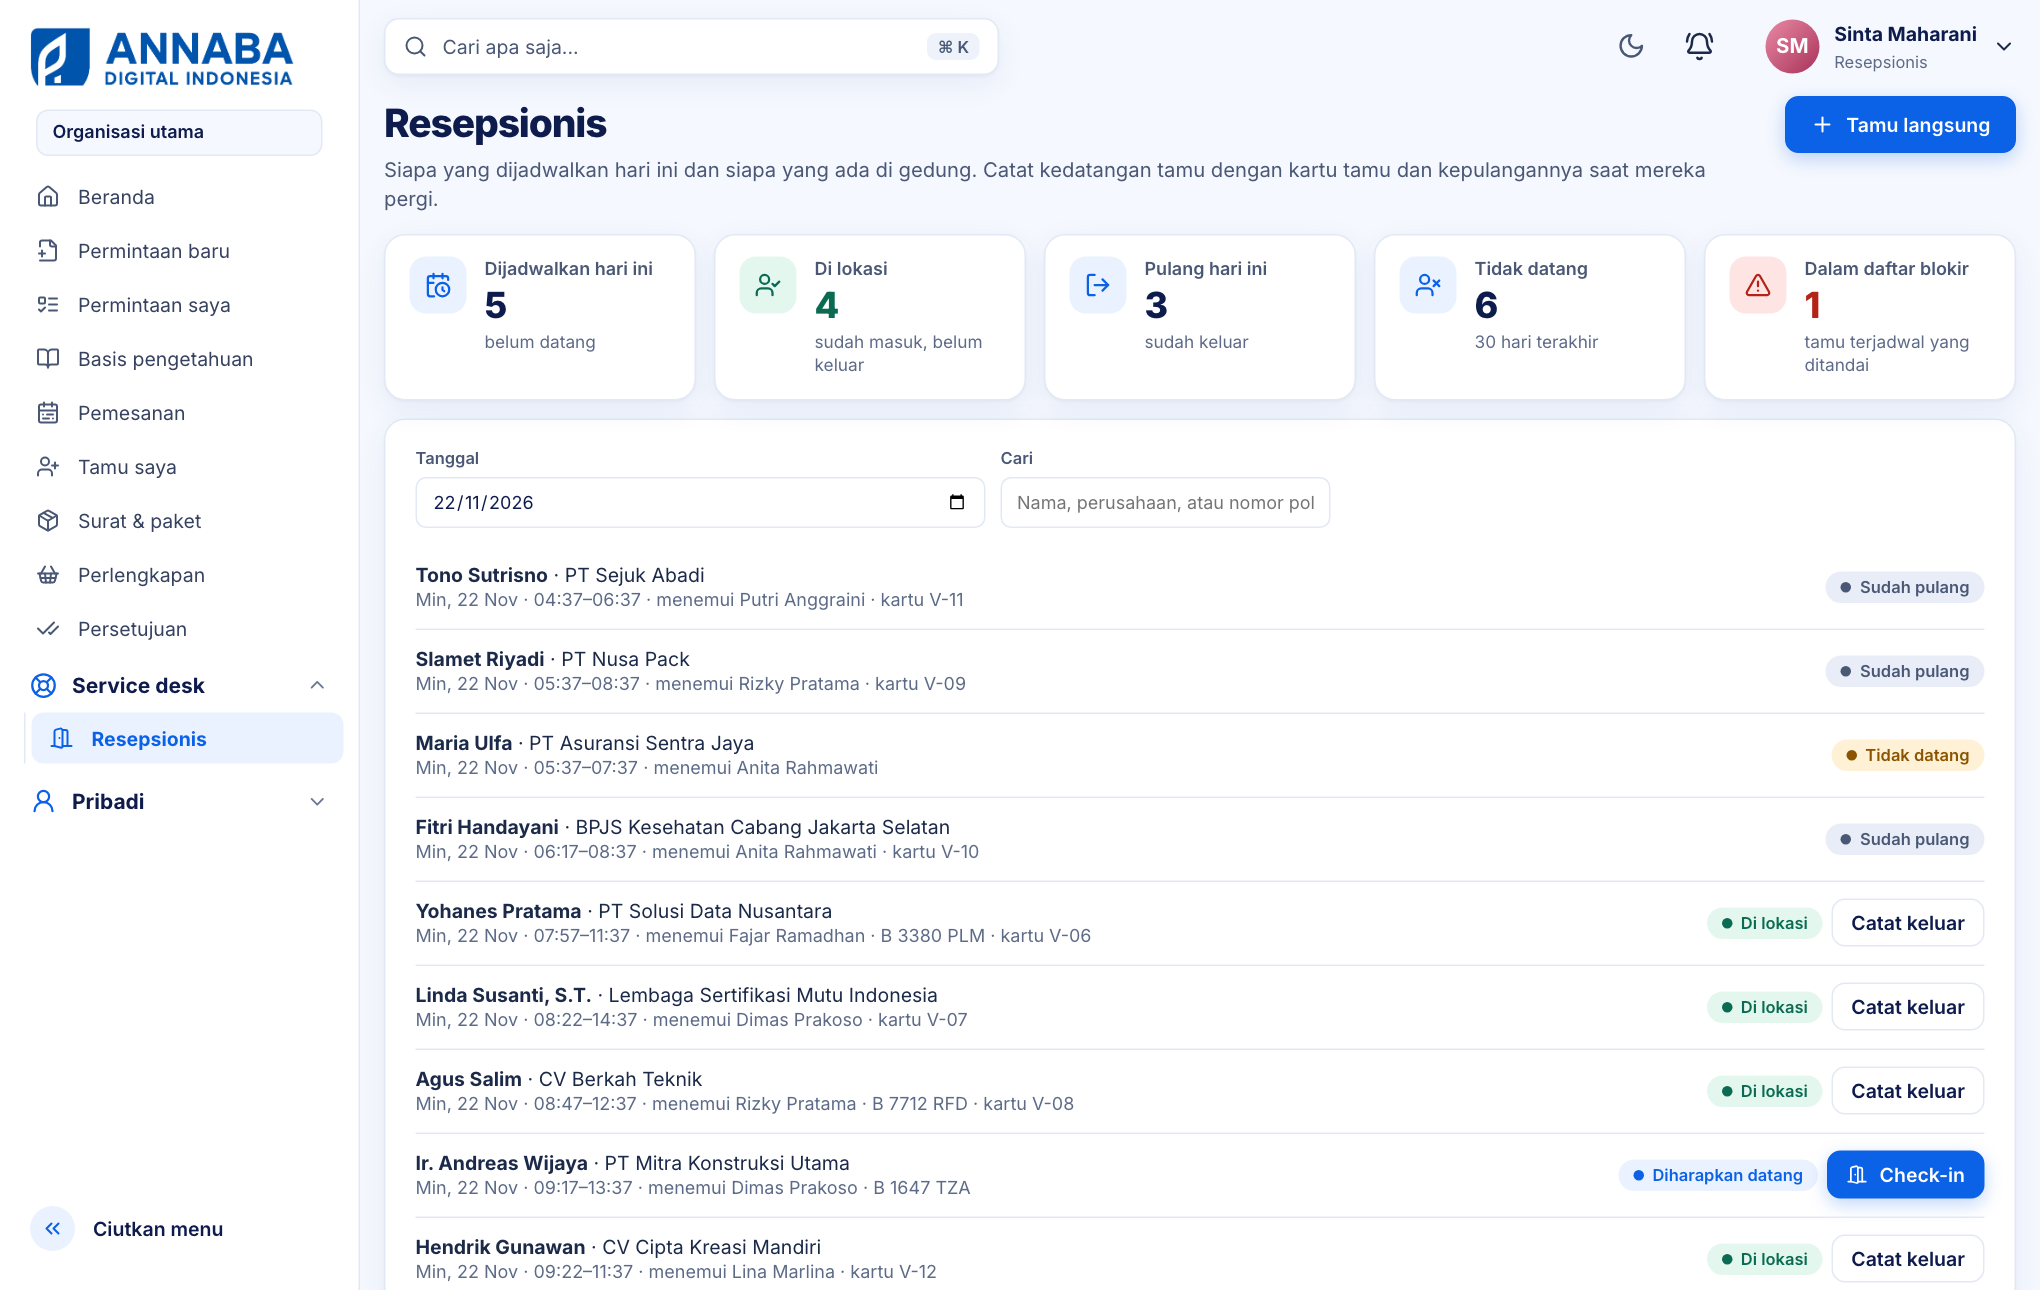 ANNABA
DIGITAL INDONESIA
Organisasi utama
Beranda
Permintaan baru
Permintaan saya
Basis pengetahuan
Pemesanan
Tamu saya
Surat & paket
Perlengkapan
Persetujuan
Service desk
Resepsionis
Pribadi
Ciutkan menu
Cari apa saja...
⌘ K
SM
Sinta Maharani
Resepsionis
Resepsionis
Siapa yang dijadwalkan hari ini dan siapa yang ada di gedung. Catat kedatangan tamu dengan kartu tamu dan kepulangannya saat mereka
pergi.
Tamu langsung
Dijadwalkan hari ini
5
belum datang
Di lokasi
4
sudah masuk, belum
keluar
Pulang hari ini
3
sudah keluar
Tidak datang
6
30 hari terakhir
Dalam daftar blokir
1
tamu terjadwal yang
ditandai
Tanggal
22/11/2026
Cari
Nama, perusahaan, atau nomor pol
Tono Sutrisno · PT Sejuk Abadi
Min, 22 Nov · 04:37–06:37 · menemui Putri Anggraini · kartu V-11
Sudah pulang
Slamet Riyadi · PT Nusa Pack
Min, 22 Nov · 05:37–08:37 · menemui Rizky Pratama · kartu V-09
Sudah pulang
Maria Ulfa · PT Asuransi Sentra Jaya
Min, 22 Nov · 05:37–07:37 · menemui Anita Rahmawati
Tidak datang
Fitri Handayani · BPJS Kesehatan Cabang Jakarta Selatan
Min, 22 Nov · 06:17–08:37 · menemui Anita Rahmawati · kartu V-10
Sudah pulang
Yohanes Pratama · PT Solusi Data Nusantara
Min, 22 Nov · 07:57–11:37 · menemui Fajar Ramadhan · B 3380 PLM · kartu V-06
Di lokasi
Catat keluar
Linda Susanti, S.T. · Lembaga Sertifikasi Mutu Indonesia
Min, 22 Nov · 08:22–14:37 · menemui Dimas Prakoso · kartu V-07
Di lokasi
Catat keluar
Agus Salim · CV Berkah Teknik
Min, 22 Nov · 08:47–12:37 · menemui Rizky Pratama · B 7712 RFD · kartu V-08
Di lokasi
Catat keluar
Ir. Andreas Wijaya · PT Mitra Konstruksi Utama
Min, 22 Nov · 09:17–13:37 · menemui Dimas Prakoso · B 1647 TZA
Diharapkan datang
Check-in
Hendrik Gunawan · CV Cipta Kreasi Mandiri
Min, 22 Nov · 09:22–11:37 · menemui Lina Marlina · kartu V-12
Di lokasi
Catat keluar